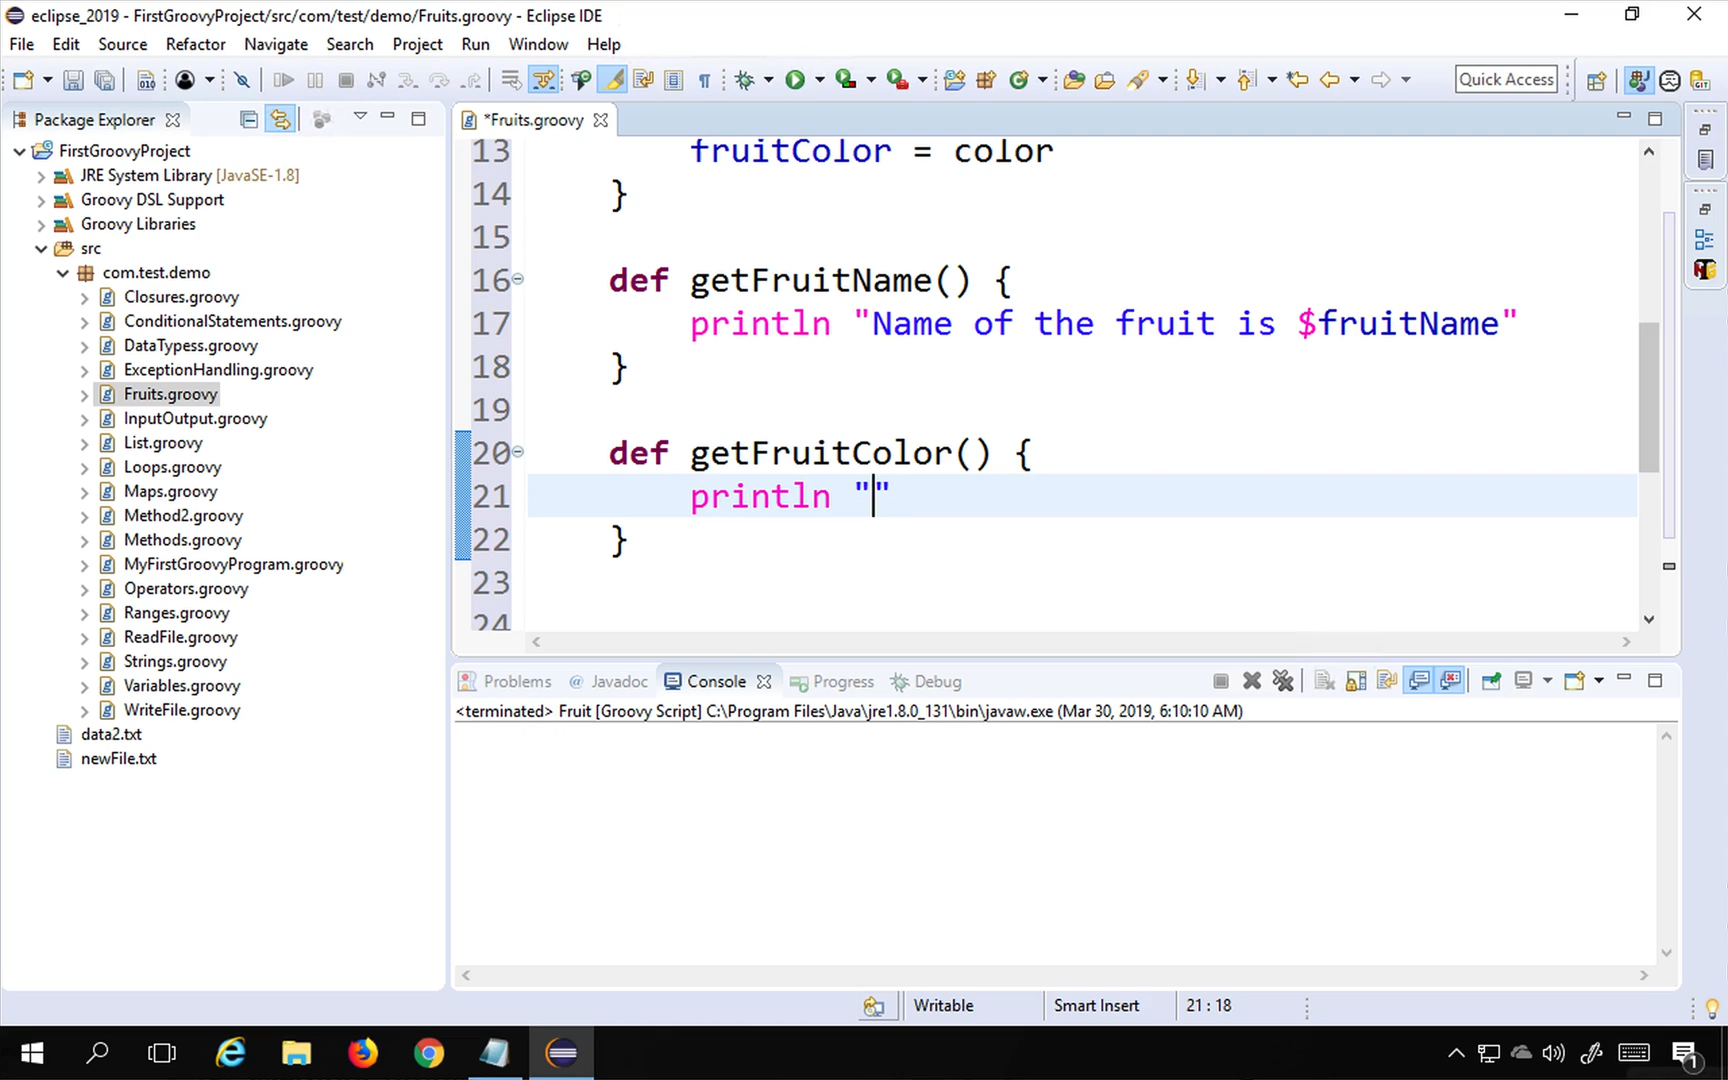 eclipse_2019 - FirstGroovyProject/src/com/test/demo/Fruits.groovy - Eclipse IDE
File Edit Source Refactor Navigate Search Project Run Window Help
Quick Access
Package Explorer
*Fruits.groovy
FirstGroovyProject
JRE System Library [JavaSE-1.8]
Groovy DSL Support
Groovy Libraries
src
com.test.demo
Closures.groovy
ConditionalStatements.groovy
DataTypess.groovy
ExceptionHandling.groovy
Fruits.groovy
InputOutput.groovy
List.groovy
Loops.groovy
Maps.groovy
Method2.groovy
Methods.groovy
MyFirstGroovyProgram.groovy
Operators.groovy
Ranges.groovy
ReadFile.groovy
Strings.groovy
Variables.groovy
WriteFile.groovy
data2.txt
newFile.txt
13 fruitColor = color
14 }
15
16 def getFruitName() {
17 println "Name of the fruit is $fruitName"
18 }
19
20 def getFruitColor() {
21 println ""
22 }
23
24
Problems @ Javadoc Console Progress Debug
<terminated> Fruit [Groovy Script] C:\Program Files\Java\jre1.8.0_131\bin\javaw.exe (Mar 30, 2019, 6:10:10 AM)
Writable Smart Insert 21 : 18
1